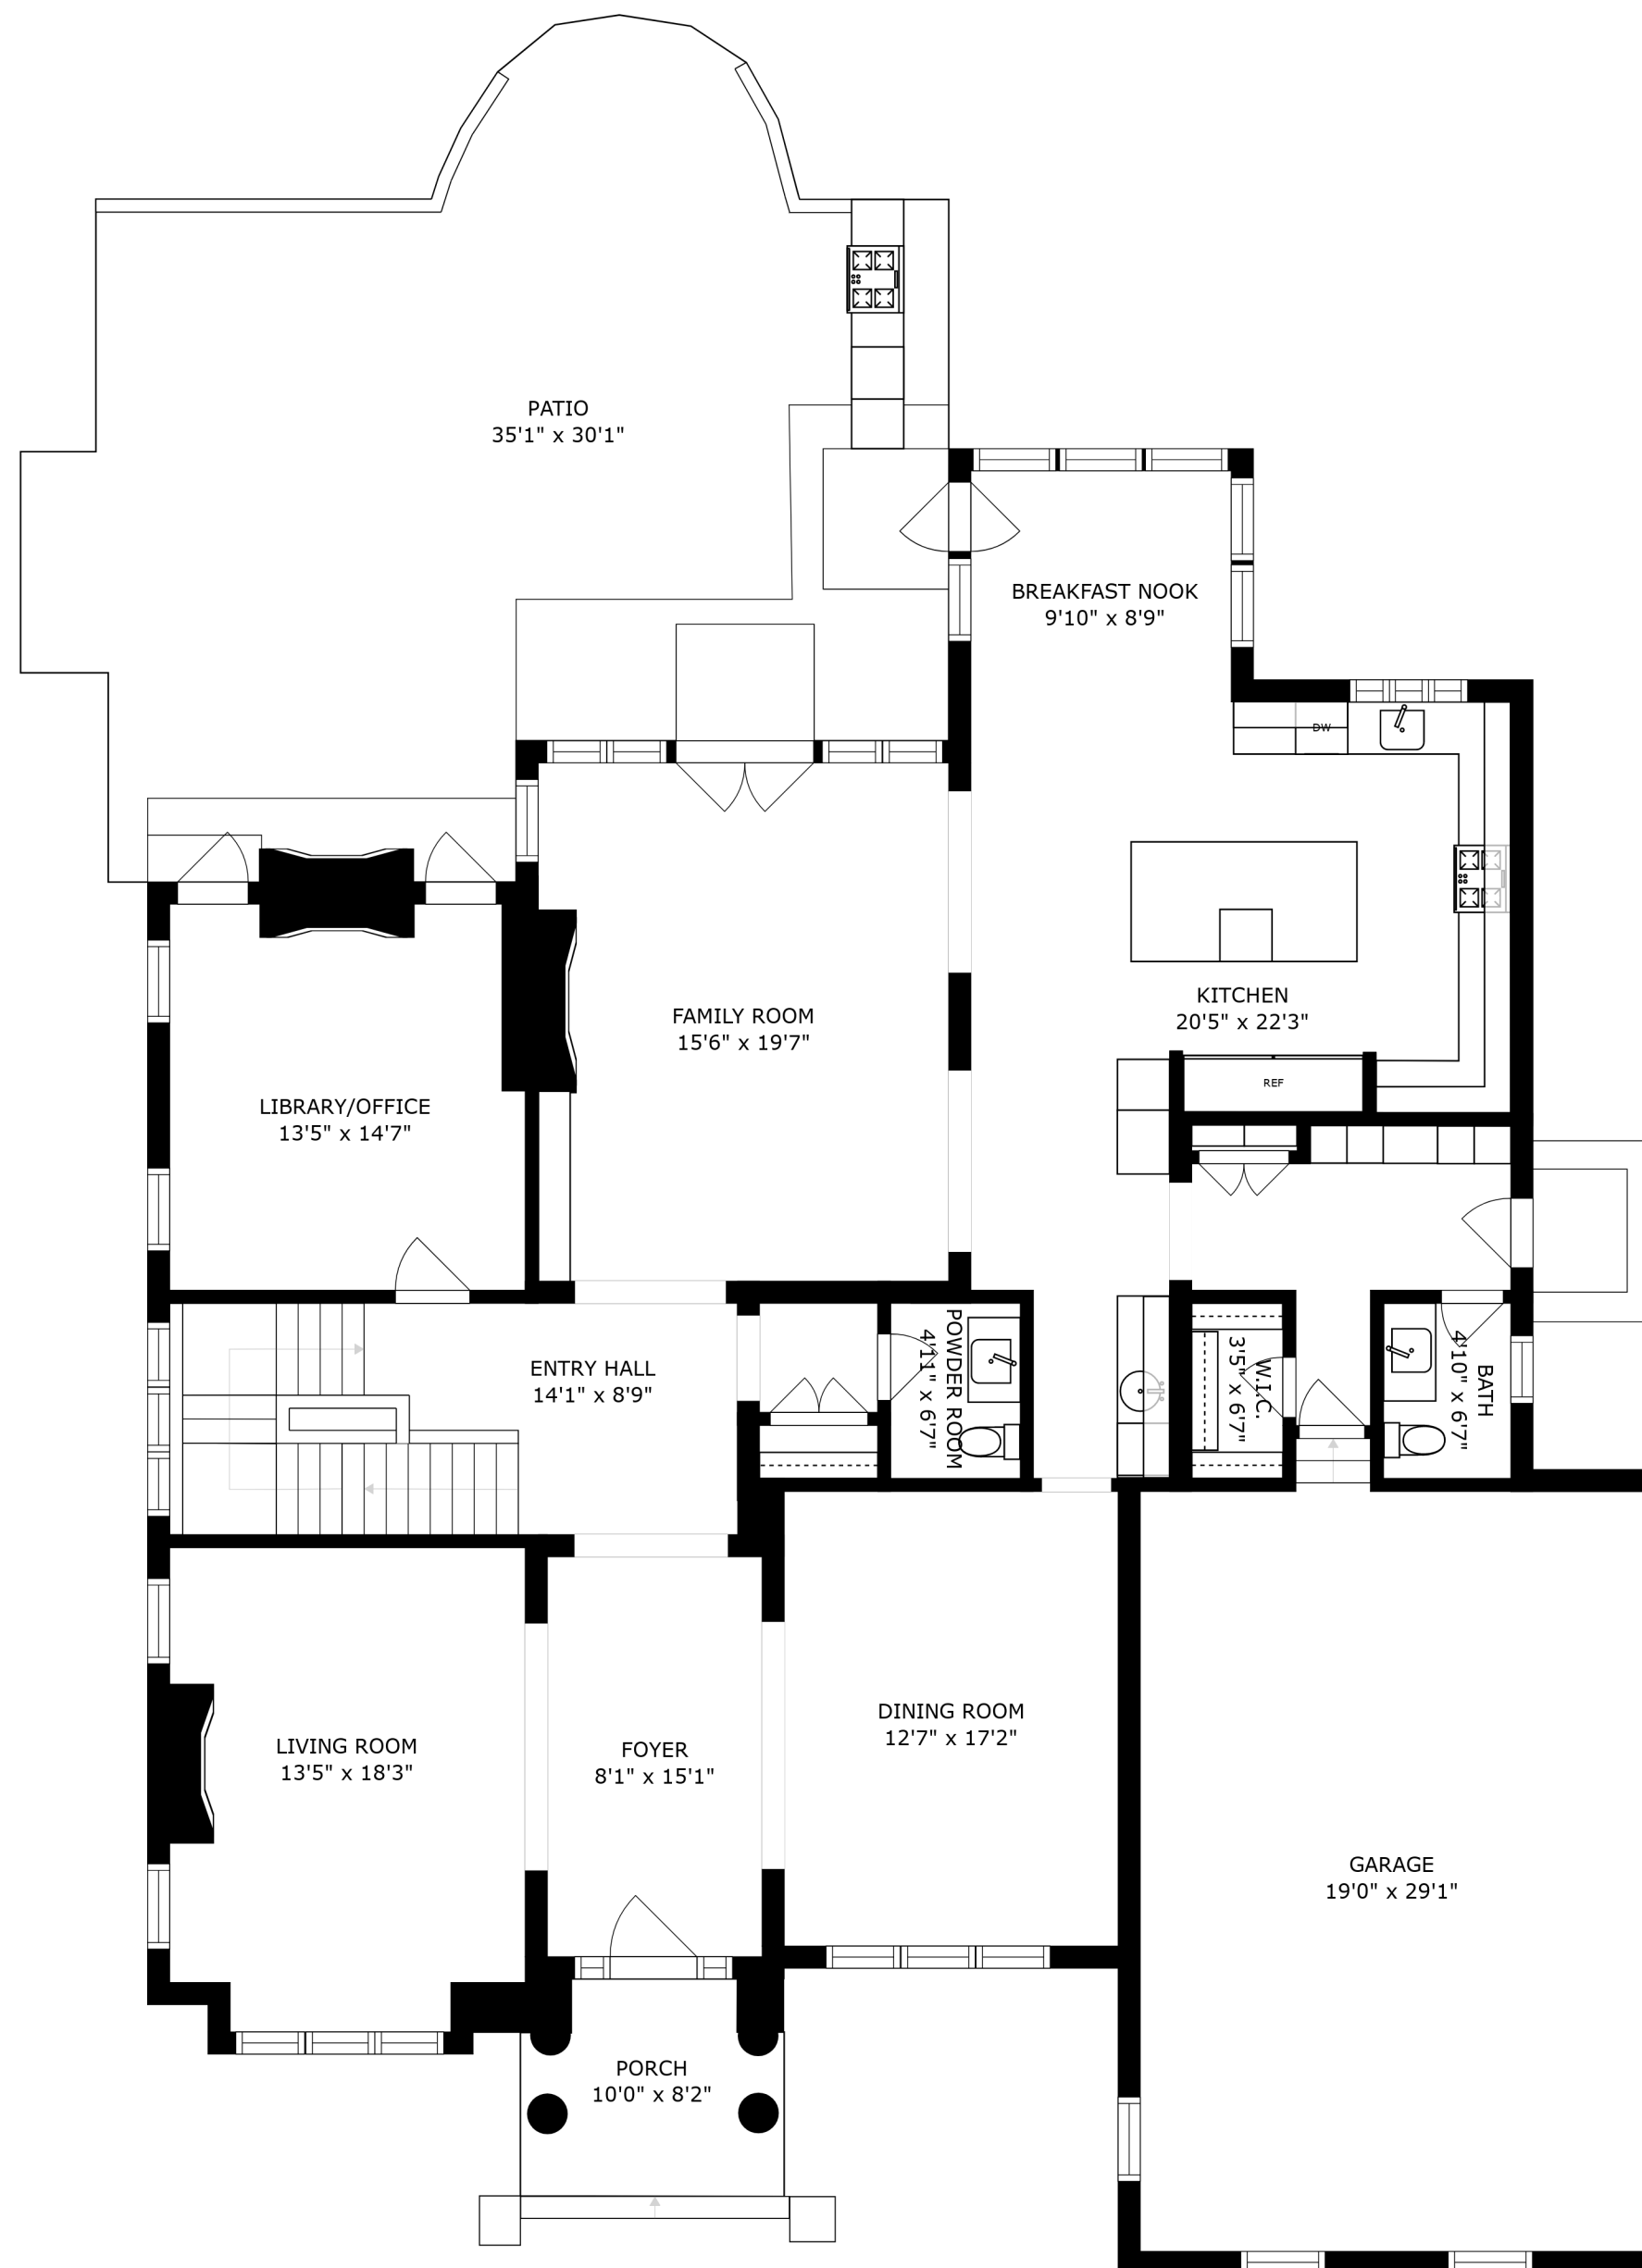 PATIO
35'1" x 30'1"
BREAKFAST NOOK
9'10" x 8'9"
DW
KITCHEN
20'5" x 22'3"
REF
FAMILY ROOM
15'6" x 19'7"
LIBRARY/OFFICE
13'5" x 14'7"
ENTRY HALL
14'1" x 8'9"
POWDER ROOM
4'11" x 6'7"
W.I.C.
3'5" x 6'7"
BATH
4'10" x 6'7"
DINING ROOM
12'7" x 17'2"
LIVING ROOM
13'5" x 18'3"
FOYER
8'1" x 15'1"
GARAGE
19'0" x 29'1"
PORCH
10'0" x 8'2"